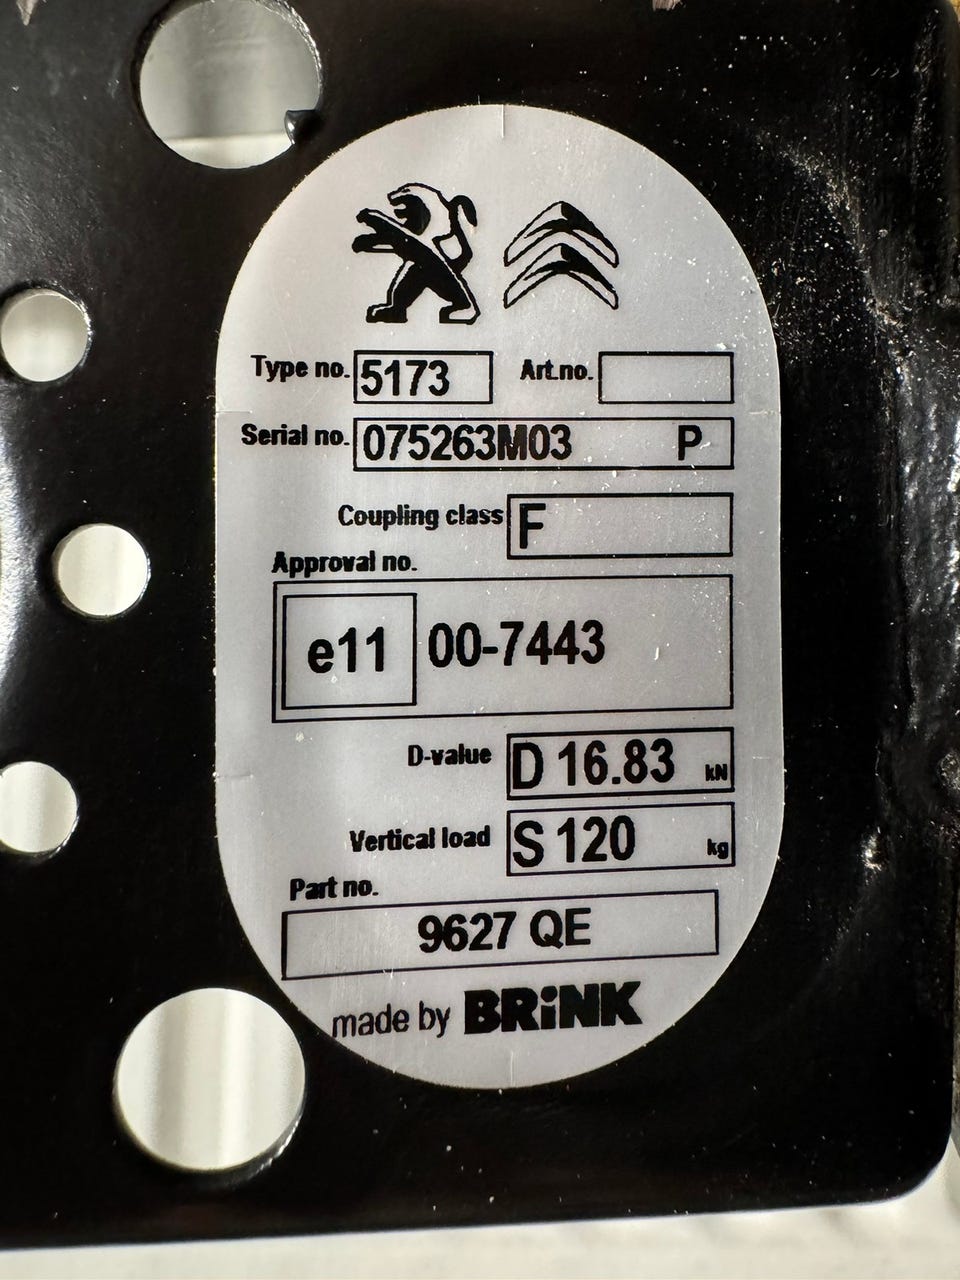 Type no. 5173 Art.no.
Serial no. 075263M03 P
Coupling class F
Approval no.
e11 00-7443
D-value D 16.83 kN
Vertical load S 120 kg
Part no.
9627 QE
made by BRiNK